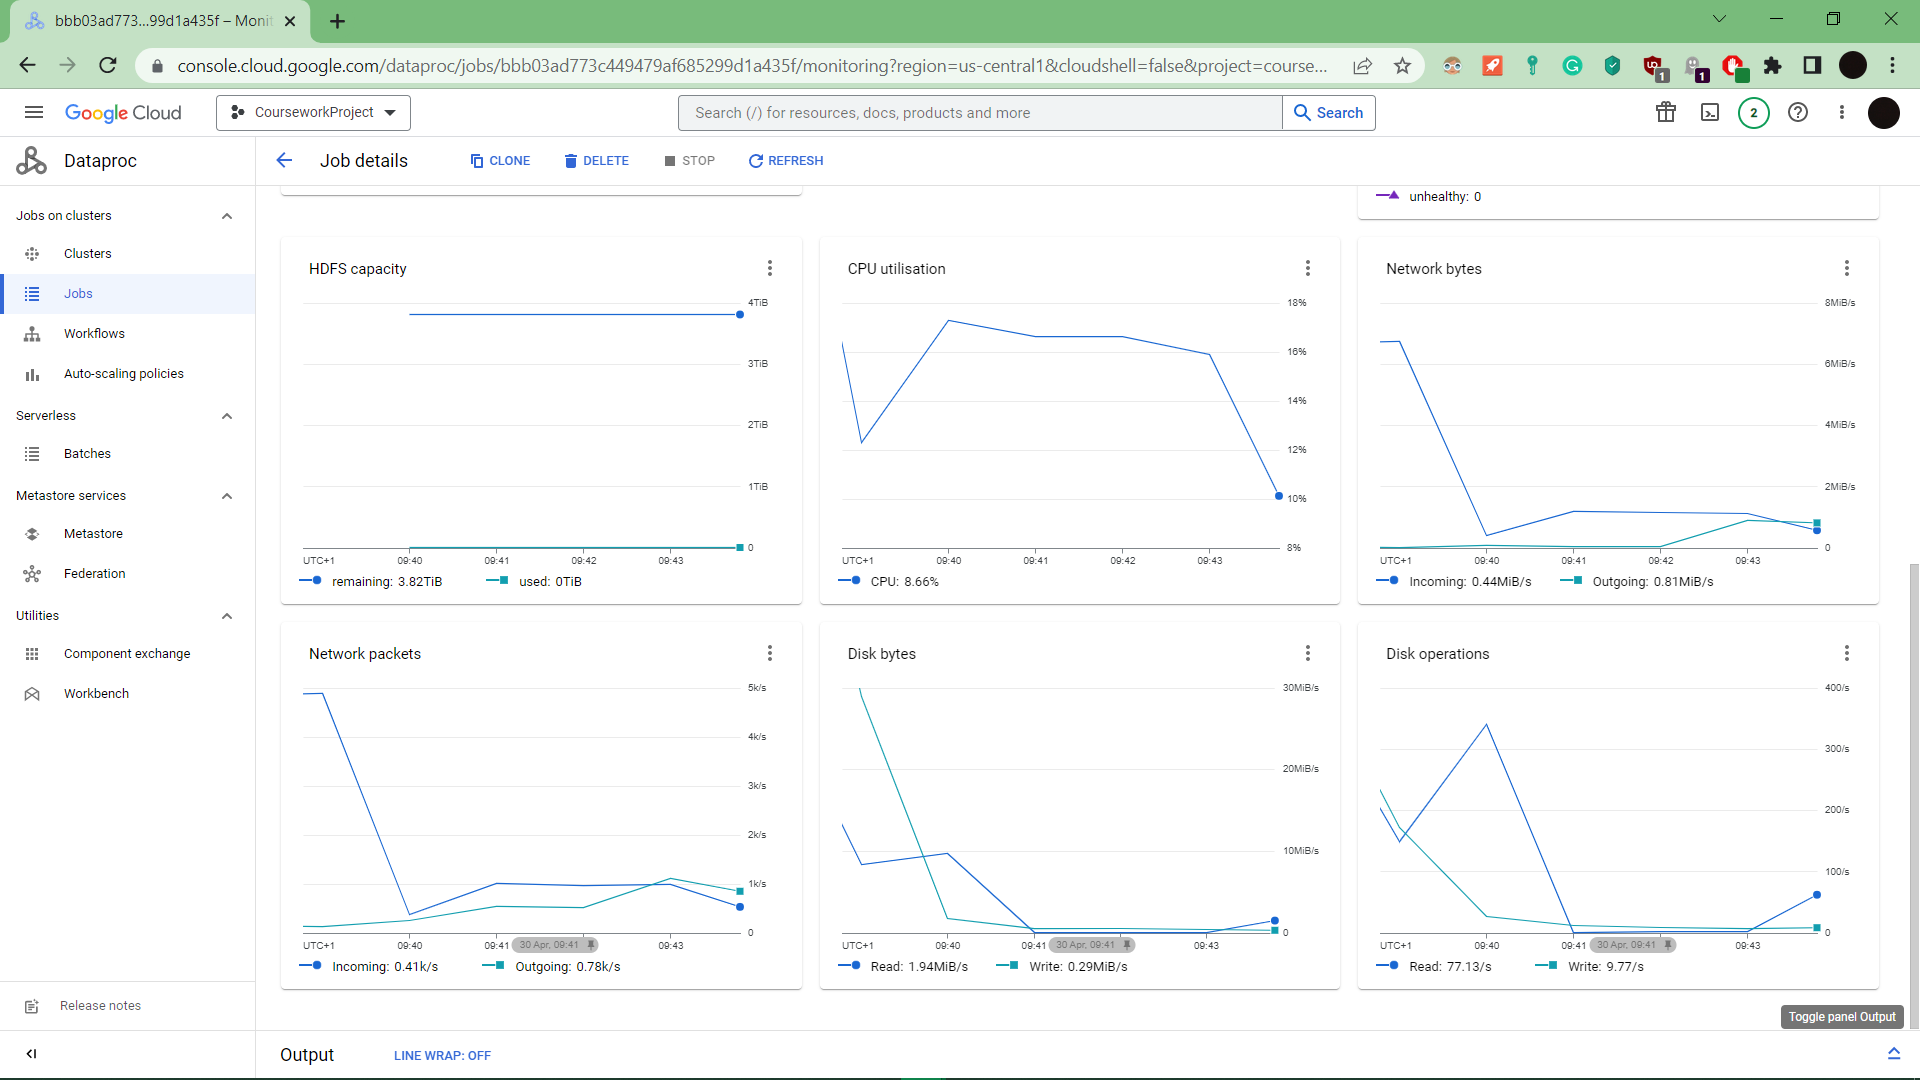 bbb03ad773...99d1a435f – Monit
console.cloud.google.com/dataproc/jobs/bbb03ad773c449479af685299d1a435f/monitoring?region=us-central1&cloudshell=false&project=course...
1
1
Google Cloud
CourseworkProject
Search (/) for resources, docs, products and more
Search
2
Dataproc
Job details
CLONE
DELETE
STOP
REFRESH
Jobs on clusters
Clusters
Jobs
Workflows
Auto-scaling policies
Serverless
Batches
Metastore services
Metastore
Federation
Utilities
Component exchange
Workbench
Release notes
unhealthy: 0
HDFS capacity
4TiB
3TiB
2TiB
1TiB
0
UTC+1 09:40 09:41 09:42 09:43
remaining: 3.82TiB used: 0TiB
CPU utilisation
18%
16%
14%
12%
10%
8%
UTC+1 09:40 09:41 09:42 09:43
CPU: 8.66%
Network bytes
8MiB/s
6MiB/s
4MiB/s
2MiB/s
0
UTC+1 09:40 09:41 09:42 09:43
Incoming: 0.44MiB/s Outgoing: 0.81MiB/s
Network packets
5k/s
4k/s
3k/s
2k/s
1k/s
0
UTC+1 09:40 09:41 30 Apr, 09:41 09:43
Incoming: 0.41k/s Outgoing: 0.78k/s
Disk bytes
30MiB/s
20MiB/s
10MiB/s
0
UTC+1 09:40 09:41 30 Apr, 09:41 09:43
Read: 1.94MiB/s Write: 0.29MiB/s
Disk operations
400/s
300/s
200/s
100/s
0
UTC+1 09:40 09:41 30 Apr, 09:41 09:43
Read: 77.13/s Write: 9.77/s
Toggle panel Output
Output
LINE WRAP: OFF